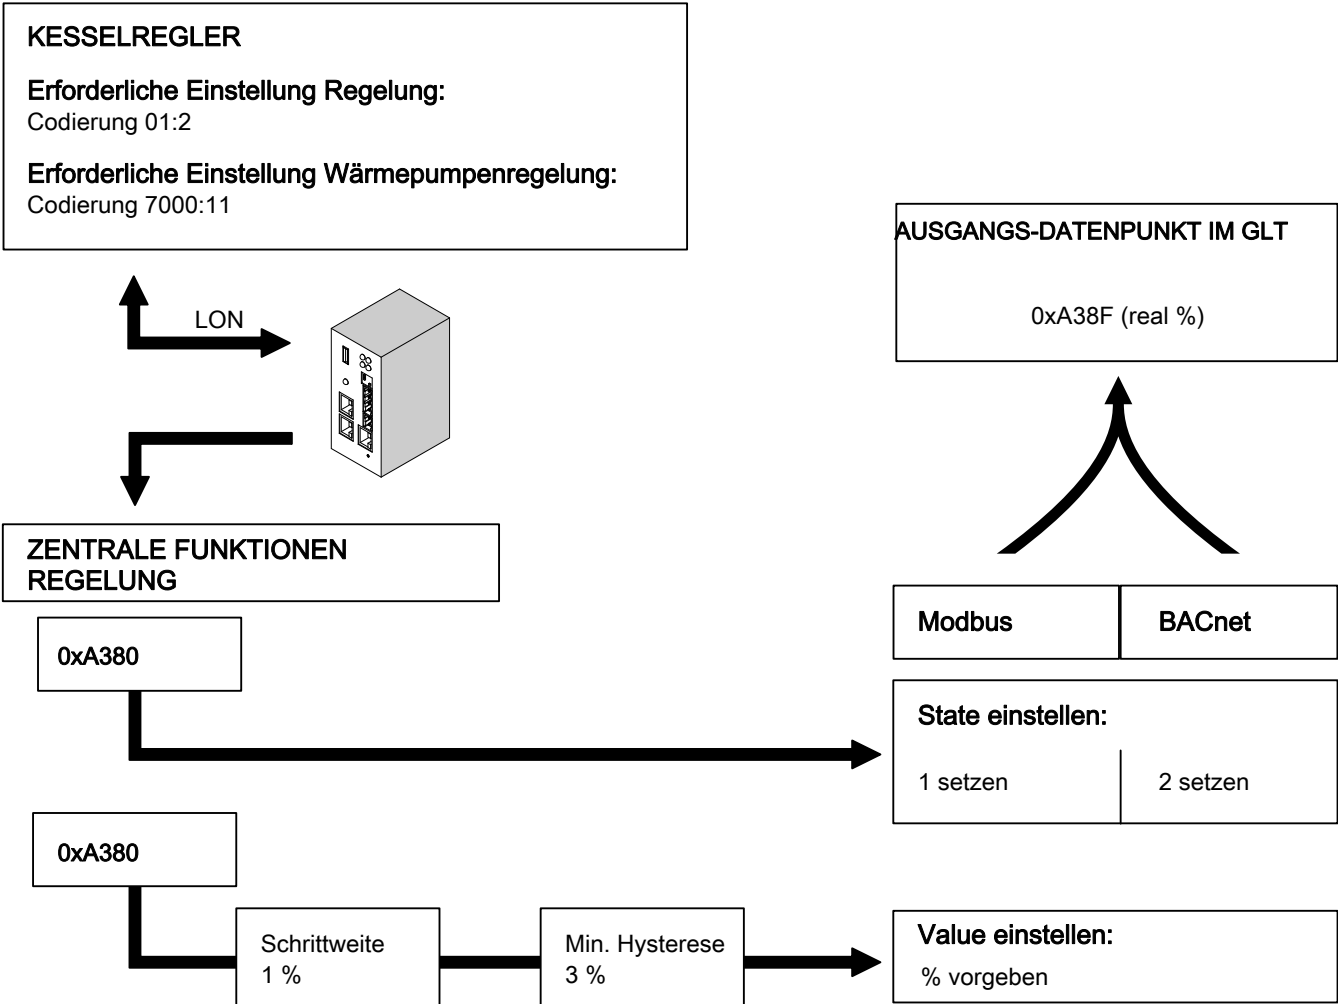 KESSELREGLER
Erforderliche Einstellung Regelung:
Codierung 01:2
Erforderliche Einstellung Wärmepumpenregelung:
Codierung 7000:11
LON
AUSGANGS-DATENPUNKT IM GLT
0xA38F (real %)
ZENTRALE FUNKTIONEN
REGELUNG
Modbus
BACnet
0xA380
State einstellen:
1 setzen
2 setzen
0xA380
Schrittweite
1 %
Min. Hysterese
3 %
Value einstellen:
% vorgeben